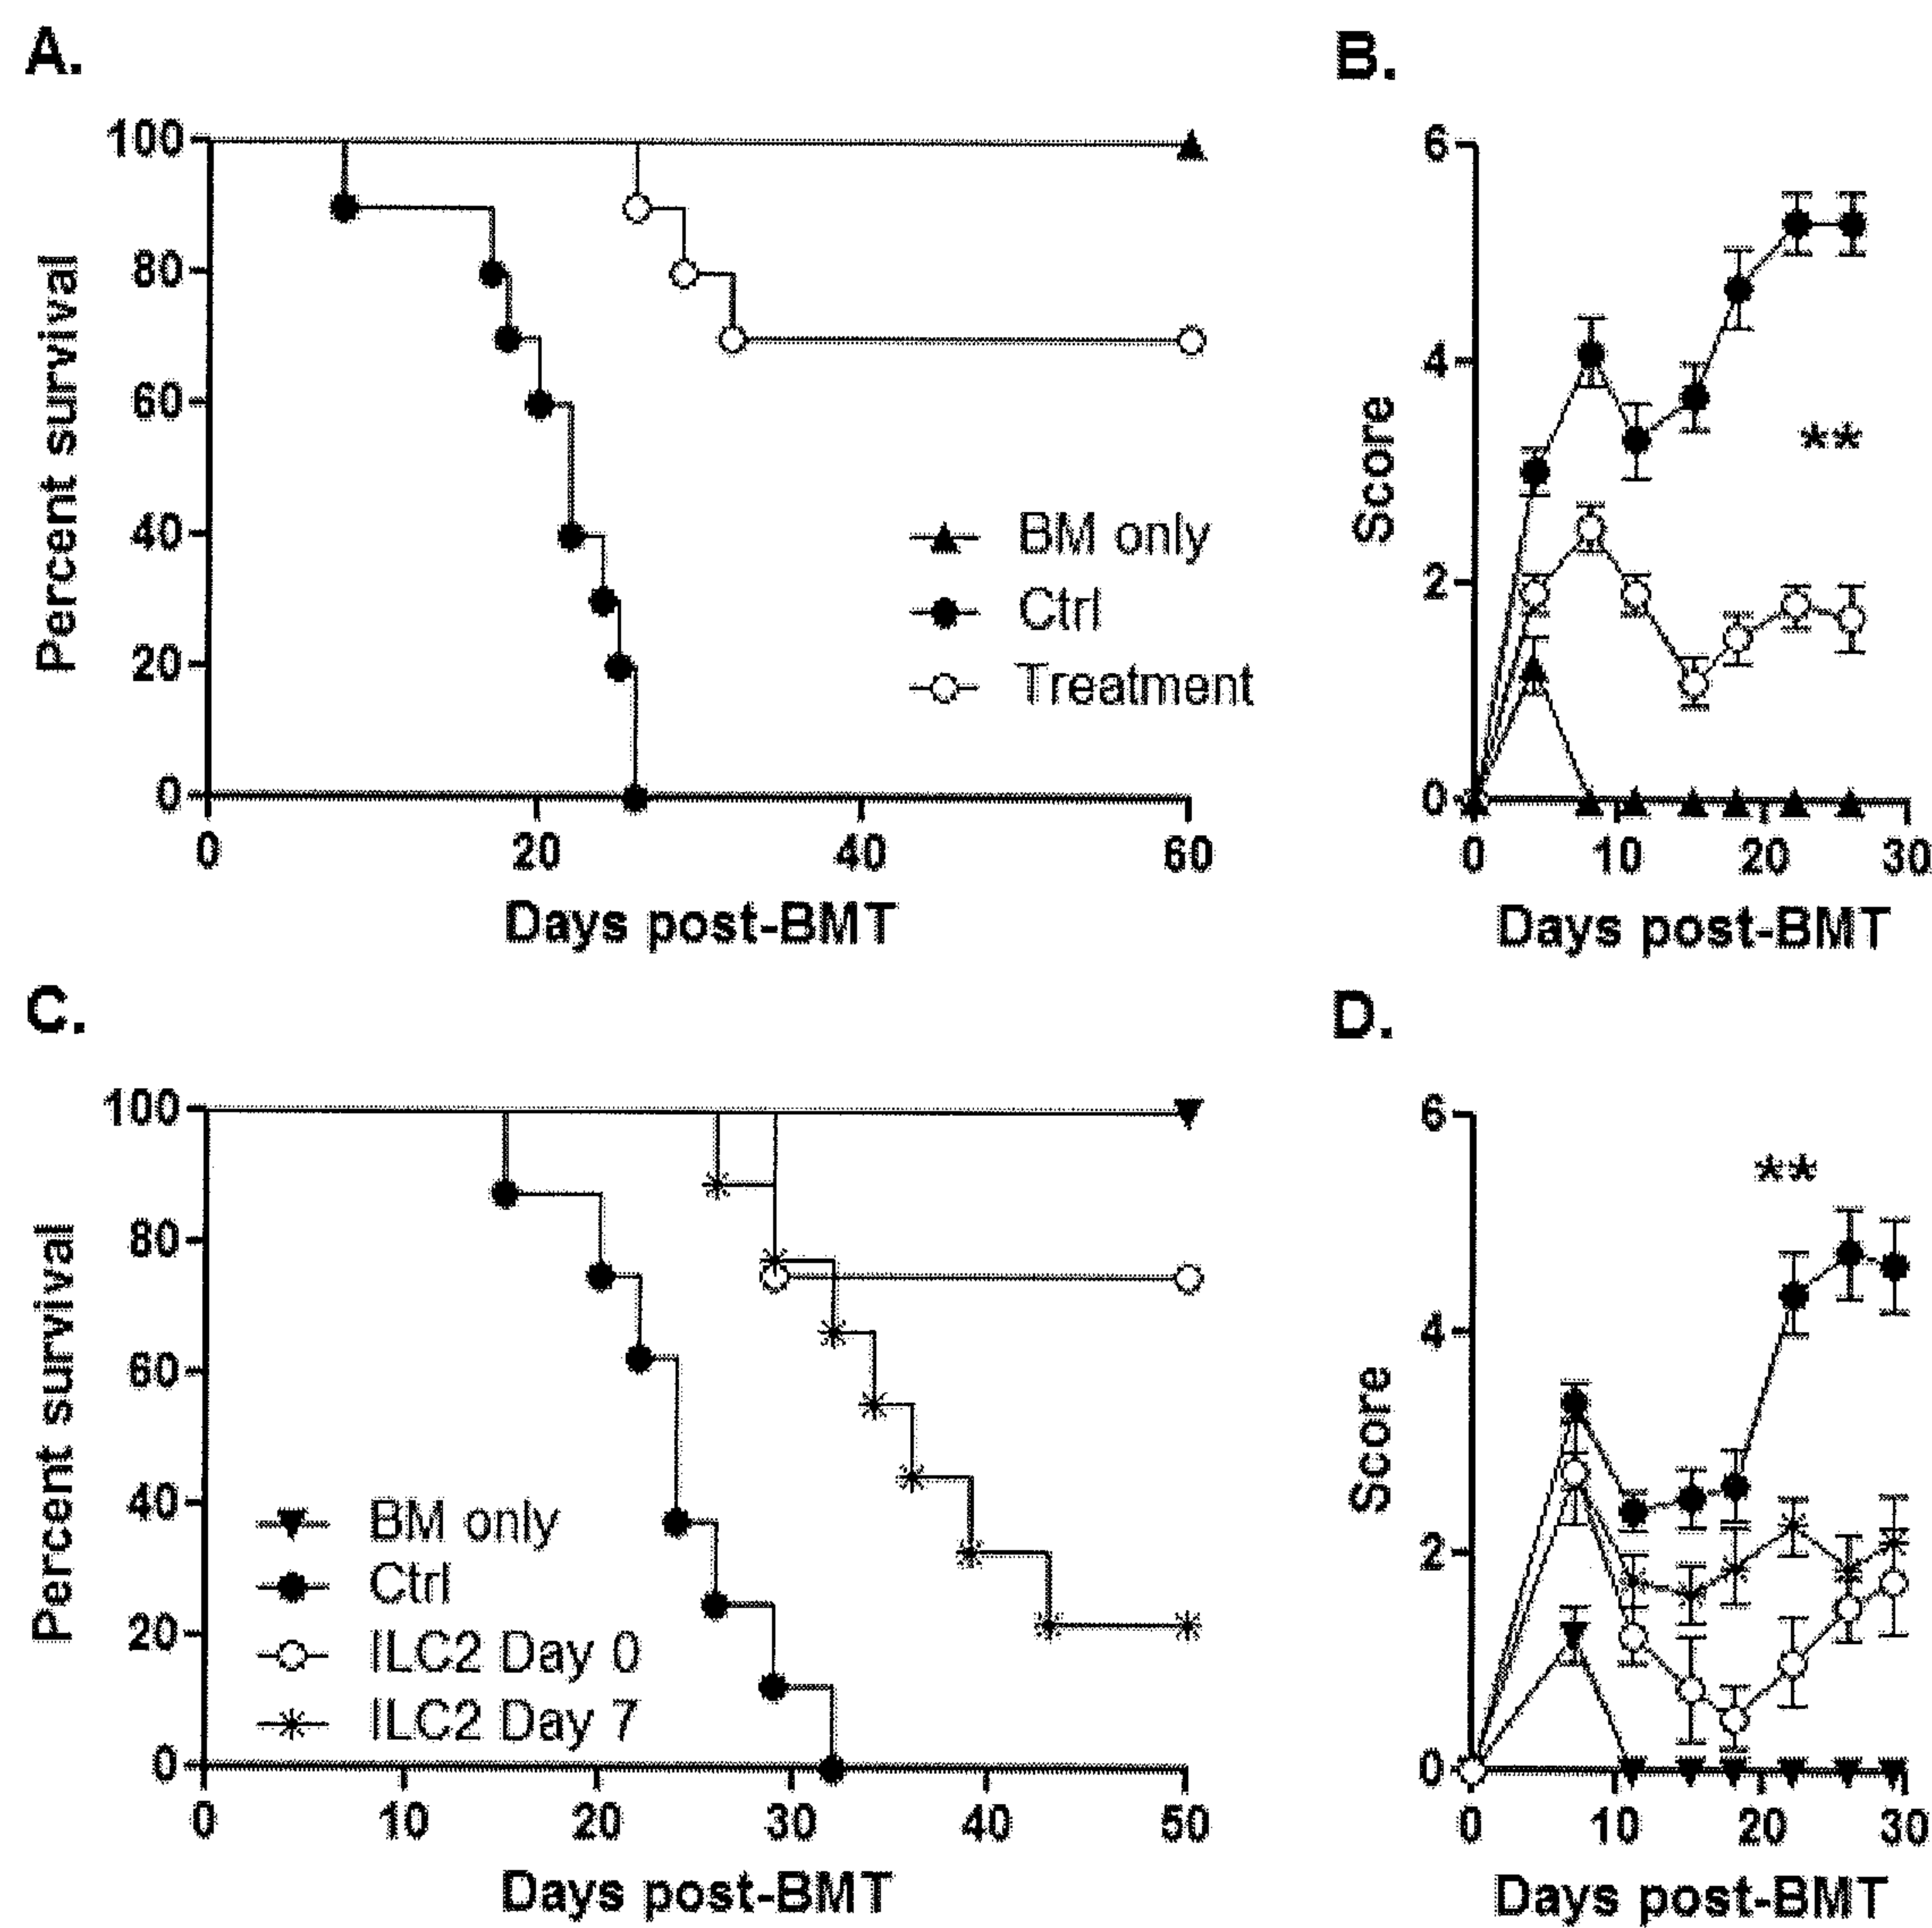 A.
Percent survival
100
80
60
40
20
0
0 20 40 60
Days post-BMT
BM only
Ctrl
Treatment
B.
Score
6
4
2
0
**
0 10 20 30
Days post-BMT
C.
Percent survival
100
80
60
40
20
0
BM only
Ctrl
ILC2 Day 0
ILC2 Day 7
0 10 20 30 40 50
Days post-BMT
D.
Score
6
4
2
0
**
0 10 20 30
Days post-BMT